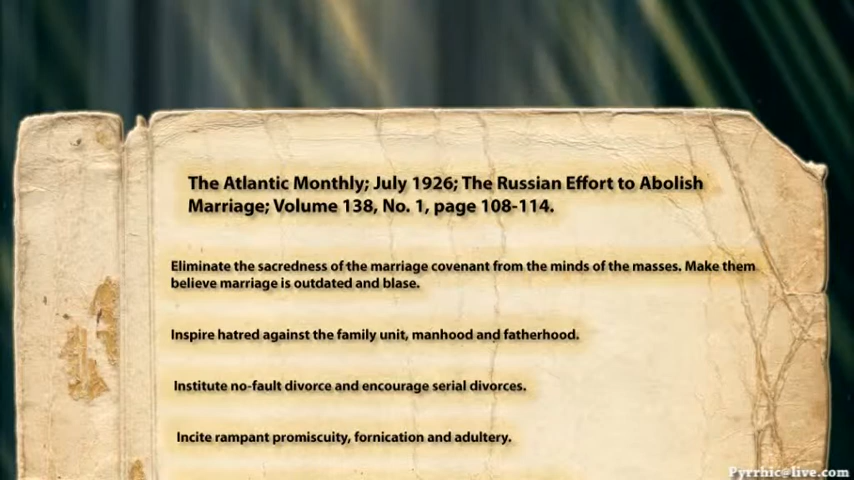 The Atlantic Monthly; July 1926; The Russian Effort to Abolish
Marriage; Volume 138, No. 1, page 108-114.
Eliminate the sacredness of the marriage covenant from the minds of the masses. Make them
believe marriage is outdated and blase.
Inspire hatred against the family unit, manhood and fatherhood.
Institute no-fault divorce and encourage serial divorces.
Incite rampant promiscuity, fornication and adultery.
Pyrrhic@live.com